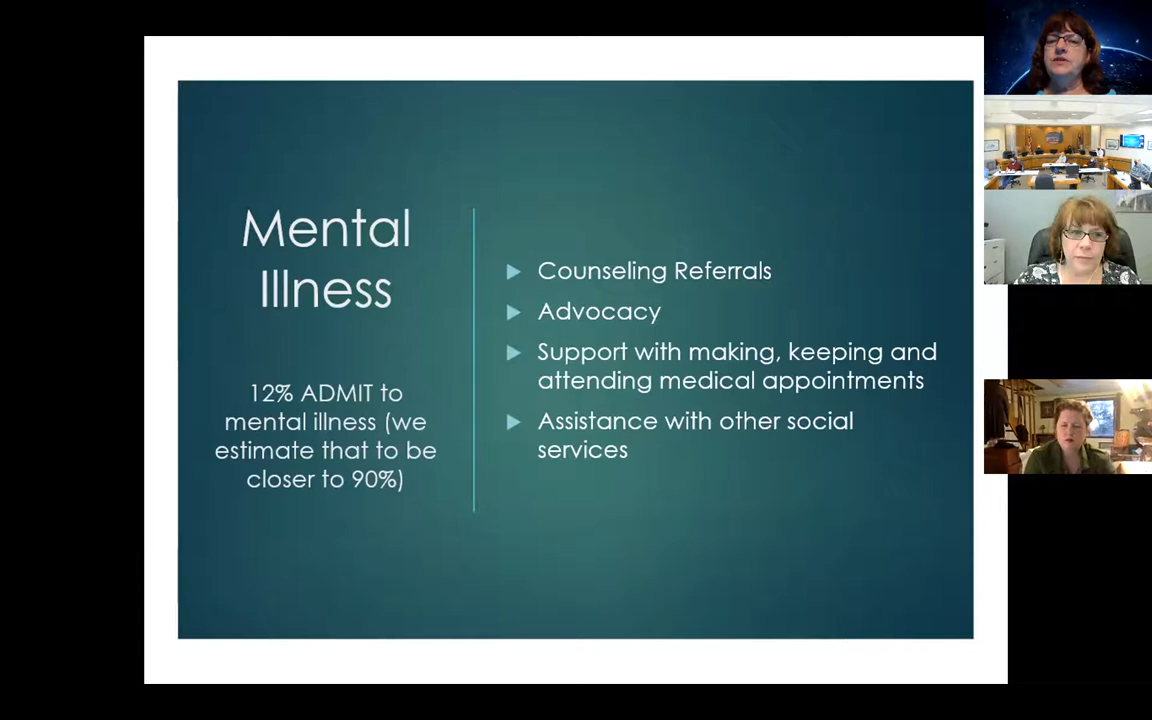 Mental
Illness
12% ADMIT to
mental illness (we
estimate that to be
closer to 90%)
Counseling Referrals
Advocacy
Support with making, keeping and
attending medical appointments
Assistance with other social
services